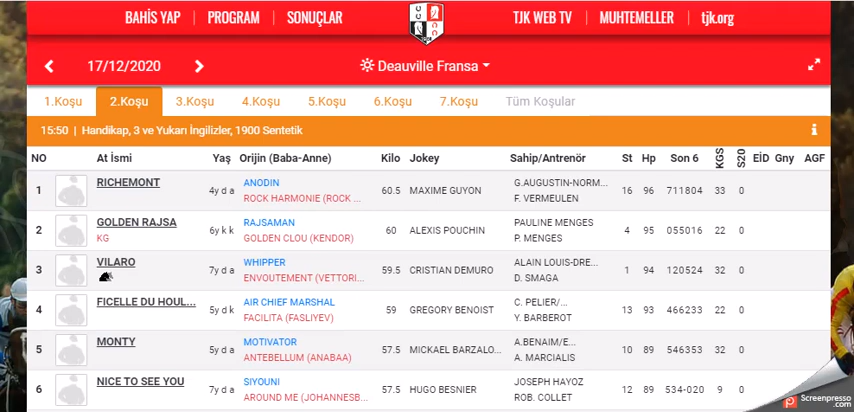 BAHİS YAP | PROGRAM | SONUÇLAR TJK WEB TV | MUHTEMELLER | tjk.org
17/12/2020 Deauville Fransa
1.Koşu 2.Koşu 3.Koşu 4.Koşu 5.Koşu 6.Koşu 7.Koşu Tüm Koşular
15:50 | Handikap, 3 ve Yukarı İngilizler, 1900 Sentetik
NO At İsmi Yaş Orijin (Baba-Anne) Kilo Jokey Sahip/Antrenör St Hp Son 6 KGS S20 EİD Gny AGF
1 RICHEMONT 4y d a ANODIN 60.5 MAXIME GUYON G.AUGUSTIN-NORM... 16 96 711804 33 0
ROCK HARMONIE (ROCK ... F. VERMEULEN
2 GOLDEN RAJSA 6y k k RAJSAMAN 60 ALEXIS POUCHIN PAULINE MENGES 4 95 055016 22 0
KG GOLDEN CLOU (KENDOR) P. MENGES
3 VILARO 7y d a WHIPPER 59.5 CRISTIAN DEMURO ALAIN LOUIS-DRE... 1 94 120524 32 0
ENVOUTEMENT (VETTORI... D. SMAGA
4 FICELLE DU HOUL... 5y d k AIR CHIEF MARSHAL 59 GREGORY BENOIST C. PELIER/... 13 93 466233 22 0
FACILITA (FASLIYEV) Y. BARBEROT
5 MONTY 5y d a MOTIVATOR 57.5 MICKAEL BARZALO... A.BENAIM/E... 10 89 546353 32 0
ANTEBELLUM (ANABAA) A. MARCIALIS
6 NICE TO SEE YOU 7y d a SIYOUNI 57.5 HUGO BESNIER JOSEPH HAYOZ 12 89 534-020 9 0
AROUND ME (JOHANNESB... ROB. COLLET
Screenpresso
.com